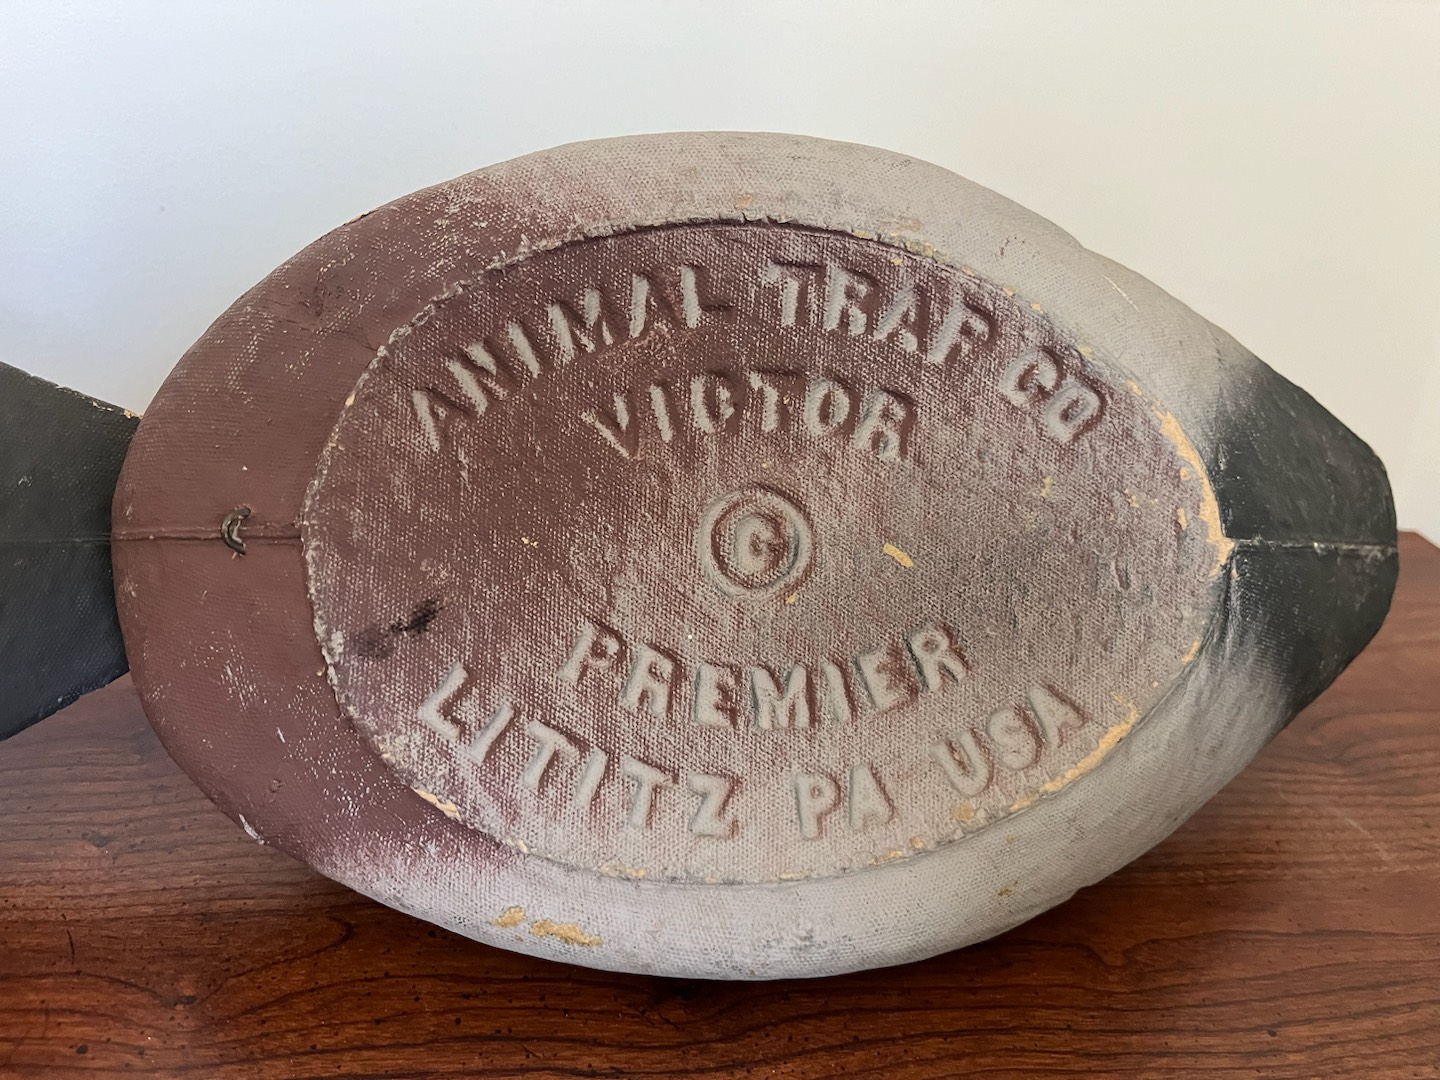 ANIMAL TRAP CO
VICTOR
©
PREMIER
LITITZ PA USA